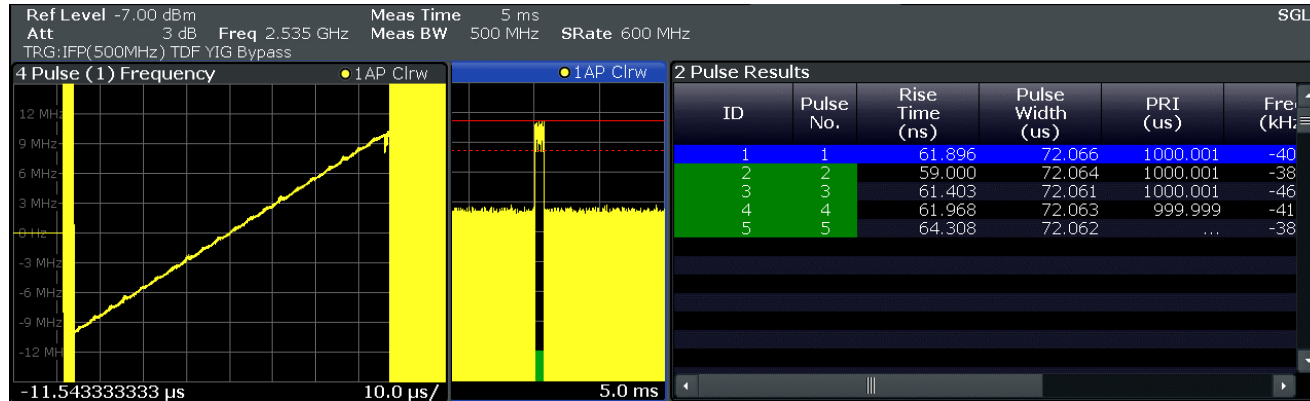 Ref Level -7.00 dBm Meas Time 5 ms SGL
Att 3 dB Freq 2.535 GHz Meas BW 500 MHz SRate 600 MHz
TRG:IFP(500MHz) TDF YIG Bypass
4 Pulse (1) Frequency 1AP Clrw
12 MHz
9 MHz
6 MHz
3 MHz
0 Hz
-3 MHz
-6 MHz
-9 MHz
-12 MH
-11.543333333 µs 10.0 µs/
1AP Clrw
5.0 ms
2 Pulse Results
ID Pulse No. Rise Time (ns) Pulse Width (us) PRI (us) Fre (kHz
1 1 61.896 72.066 1000.001 -40
2 2 59.000 72.064 1000.001 -38
3 3 61.403 72.061 1000.001 -46
4 4 61.968 72.063 999.999 -41
5 5 64.308 72.062 ... -38